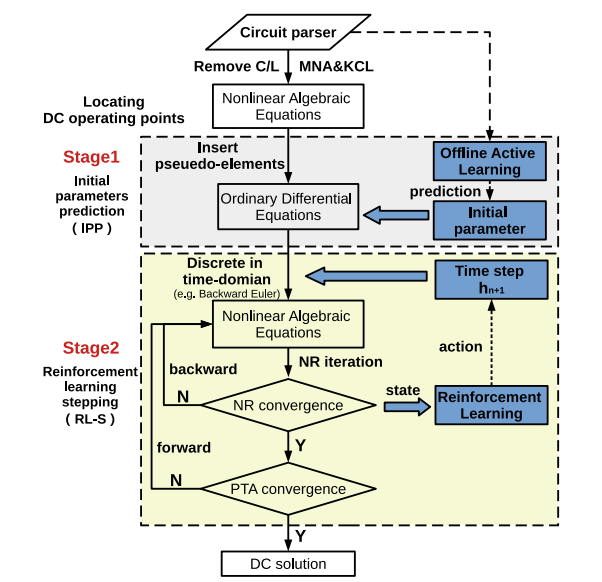 Circuit parser
Remove C/L
MNA&KCL
Locating
DC operating points
Nonlinear Algebraic
Equations
Stage1
Initial
parameters
prediction
( IPP )
Insert
pseuedo-elements
Offline Active
Learning
prediction
Ordinary Differential
Equations
Initial
parameter
Discrete in
time-domian
(e.g. Backward Euler)
Time step
hn+1
Stage2
Reinforcement
learning
stepping
( RL-S )
Nonlinear Algebraic
Equations
backward
NR iteration
action
N
NR convergence
state
Reinforcement
Learning
Y
forward
N
PTA convergence
Y
DC solution